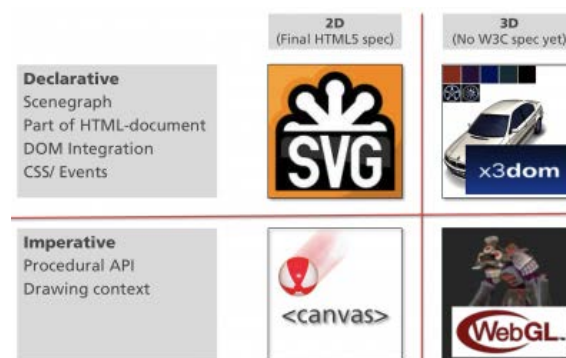 2D
(Final HTML5 spec)
3D
(No W3C spec yet)
Declarative
Scenegraph
Part of HTML-document
DOM Integration
CSS/ Events
SVG
x3dom
Imperative
Procedural API
Drawing context
<canvas>
WebGL